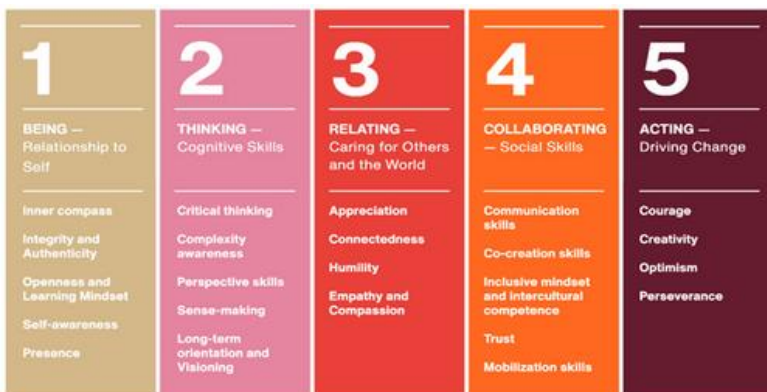 1
BEING —
Relationship to
Self
Inner compass
Integrity and
Authenticity
Openness and
Learning Mindset
Self-awareness
Presence
2
THINKING —
Cognitive Skills
Critical thinking
Complexity
awareness
Perspective skills
Sense-making
Long-term
orientation and
Visioning
3
RELATING —
Caring for Others
and the World
Appreciation
Connectedness
Humility
Empathy and
Compassion
4
COLLABORATING
— Social Skills
Communication
skills
Co-creation skills
Inclusive mindset
and intercultural
competence
Trust
Mobilization skills
5
ACTING —
Driving Change
Courage
Creativity
Optimism
Perseverance